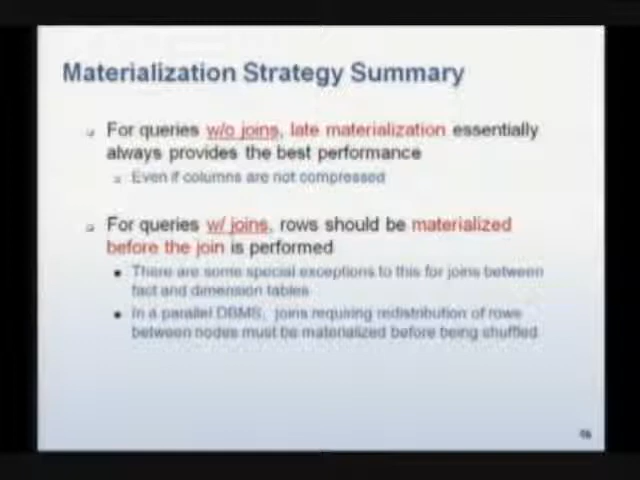 Materialization Strategy Summary
For queries w/o joins, late materialization essentially
always provides the best performance
Even if columns are not compressed
For queries w/ joins, rows should be materialized
before the join is performed
There are some special exceptions to this for joins between
fact and dimension tables
In a parallel DBMS, joins requiring redistribution of rows
between nodes must be materialized before being shuffled